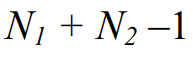 N₁ + N₂ –1